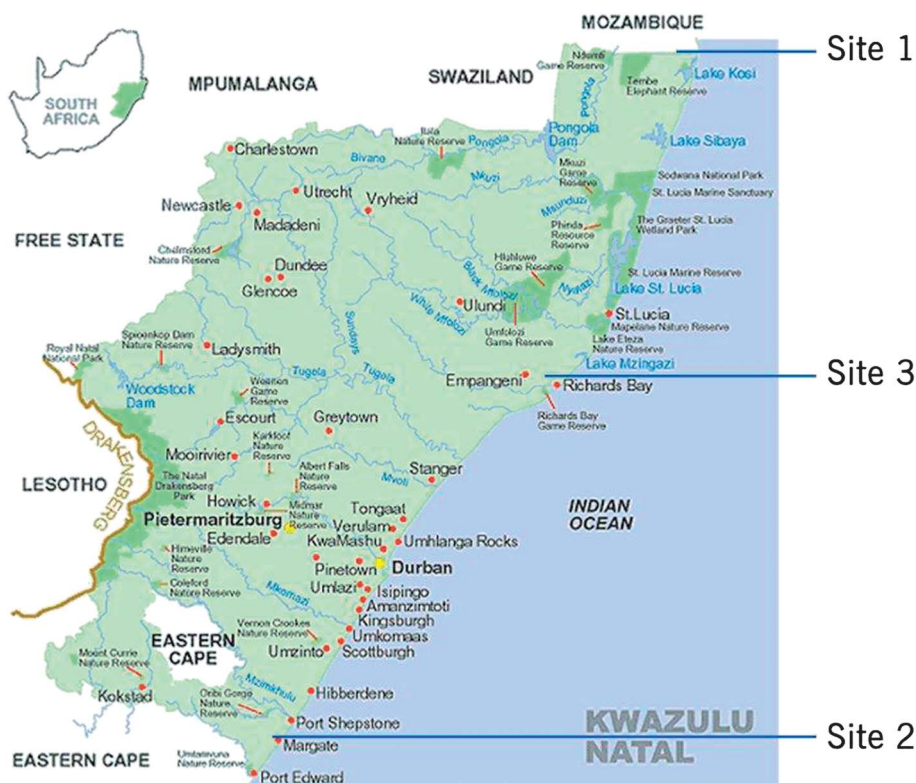 MOZAMBIQUE
Site 1
Ndumu
Game Reserve
Tembe
Elephant Reserve
Lake Kosi
MPUMALANGA
SWAZILAND
SOUTH
AFRICA
Pongola
Pongola
Dam
Itala
Nature Reserve
Pongola
Lake Sibaya
Charlestown
Bivane
Mkuzi
Mkuzi
Game
Reserve
Sodwana National Park
St. Lucia Marine Sanctuary
Utrecht
Vryheid
Newcastle
Madadeni
Msunduzi
Phinda
Resource
Reserve
The Graeter St. Lucia
Wetland Park
FREE STATE
Chelmsford
Nature Reserve
Dundee
Glencoe
Hluhluwe
Game Reserve
Black Mfolozi
Nyalazi
St. Lucia Marine Reserve
Lake St. Lucia
White Mfolozi
Ulundi
Umfolozi
Game Reserve
St.Lucia
Mapelane Nature Reserve
Lake Eteza
Nature Reserve
Sundays
Spioenkop Dam
Nature Reserve
Ladysmith
Royal Natal
National Park
Lake Mzingazi
Tugela
Tugela
Empangeni
Site 3
Richards Bay
Woodstock
Dam
Weenen
Game
Reserve
Richards Bay
Game Reserve
Escourt
Greytown
DRAKENSBERG
Karkloof
Nature
Reserve
Mooirivier
Albert Falls
Nature
Reserve
Stanger
Mvoti
LESOTHO
The Natal
Drakensberg
Park
Howick
Midmar
Nature
Reserve
INDIAN
OCEAN
Tongaat
Pietermaritzburg
Verulam
Edendale
KwaMashu
Umhlanga Rocks
Himeville
Nature
Reserve
Pinetown
Durban
Coleford
Nature Reserve
Umlazi
Isipingo
Mkomazi
Amanzimtoti
Kingsburgh
Vernon Crookes
Nature Reserve
Umkomaas
EASTERN
CAPE
Umzinto
Scottburgh
Mount Currie
Nature Reserve
Mzimkhulu
Kokstad
Oribi Gorge
Nature
Reserve
Hibberdene
Port Shepstone
KWAZULU
NATAL
Site 2
Margate
EASTERN CAPE
Umtamvuna
Nature Reserve
Port Edward